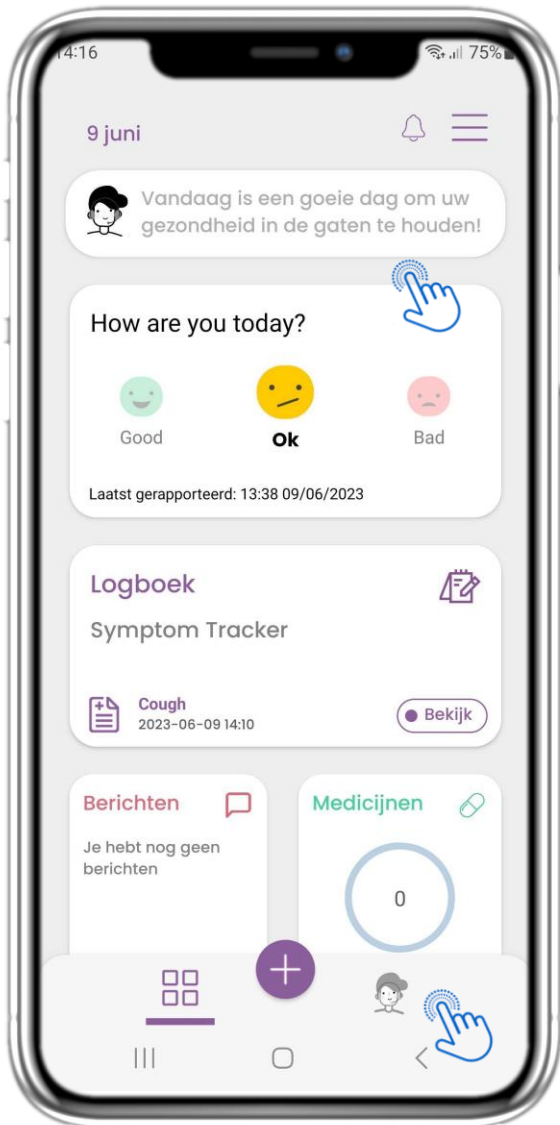 14:16
75%
9 juni
Vandaag is een goeie dag om uw
gezondheid in de gaten te houden!
How are you today?
Good
Ok
Bad
Laatst gerapporteerd: 13:38 09/06/2023
Logboek
Symptom Tracker
Cough
2023-06-09 14:10
Bekijk
Berichten
Je hebt nog geen
berichten
Medicijnen
0